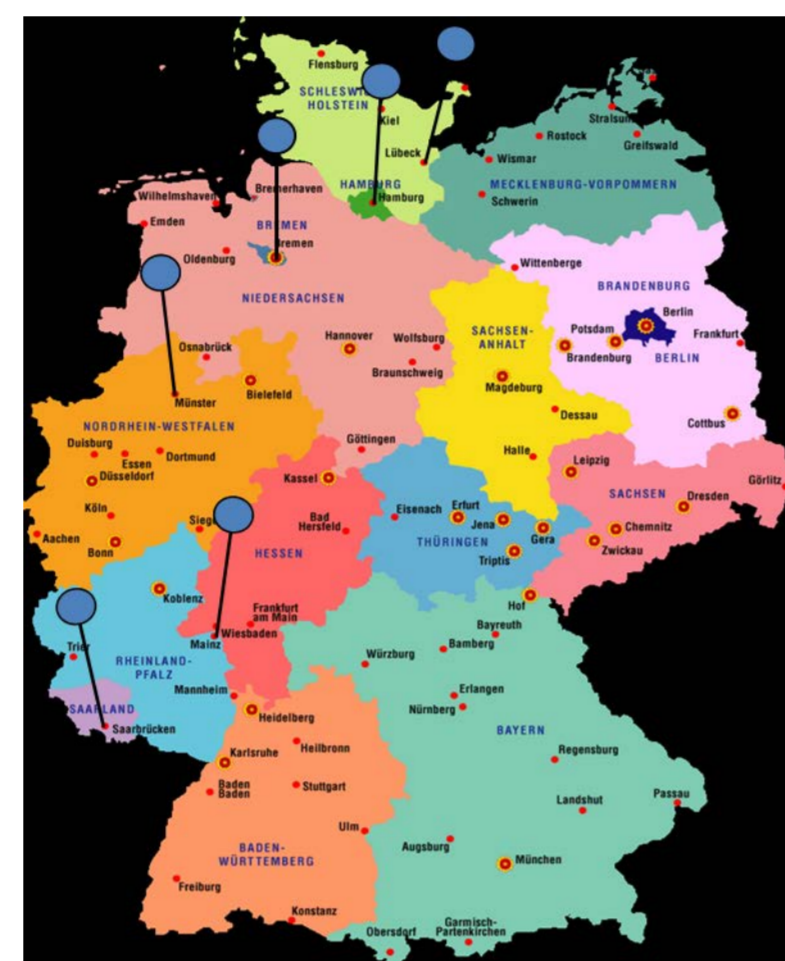 Flensburg
SCHLESWI
HOLSTEIN
Kiel
Stralsun
Greifswald
Rostock
Lübeck
Wismar
MECKLENBURG-VORPOMMERN
Schwerin
HAMBURG
Hamburg
Bremerhaven
Wilhelmshaven
Emden
BREMEN
Bremen
Oldenburg
NIEDERSACHSEN
Wittenberge
BRANDENBURG
Berlin
Potsdam
Frankfurt
Brandenburg
BERLIN
SACHSEN-
ANHALT
Hannover
Wolfsburg
Osnabrück
Braunschweig
Magdeburg
Bielefeld
Münster
Dessau
Cottbus
NORDRHEIN-WESTFALEN
Duisburg
Essen
Dortmund
Düsseldorf
Göttingen
Halle
Leipzig
Kassel
Görlitz
SACHSEN
Dresden
Köln
Siege
Bad
Hersfeld
Eisenach
Erfurt
Jena
Gera
Chemnitz
Zwickau
Aachen
Bonn
HESSEN
THÜRINGEN
Triptis
Koblenz
Hof
Frankfurt
am Main
Wiesbaden
Mainz
Bayreuth
Bamberg
Würzburg
Trier
RHEINLAND-
PFALZ
Mannheim
Erlangen
Nürnberg
SAARLAND
Saarbrücken
Heidelberg
BAYERN
Karlsruhe
Heilbronn
Regensburg
Baden
Baden
Stuttgart
Landshut
Passau
Ulm
Augsburg
BADEN-
WÜRTTEMBERG
München
Freiburg
Konstanz
Obersdorf
Garmisch-
Partenkirchen